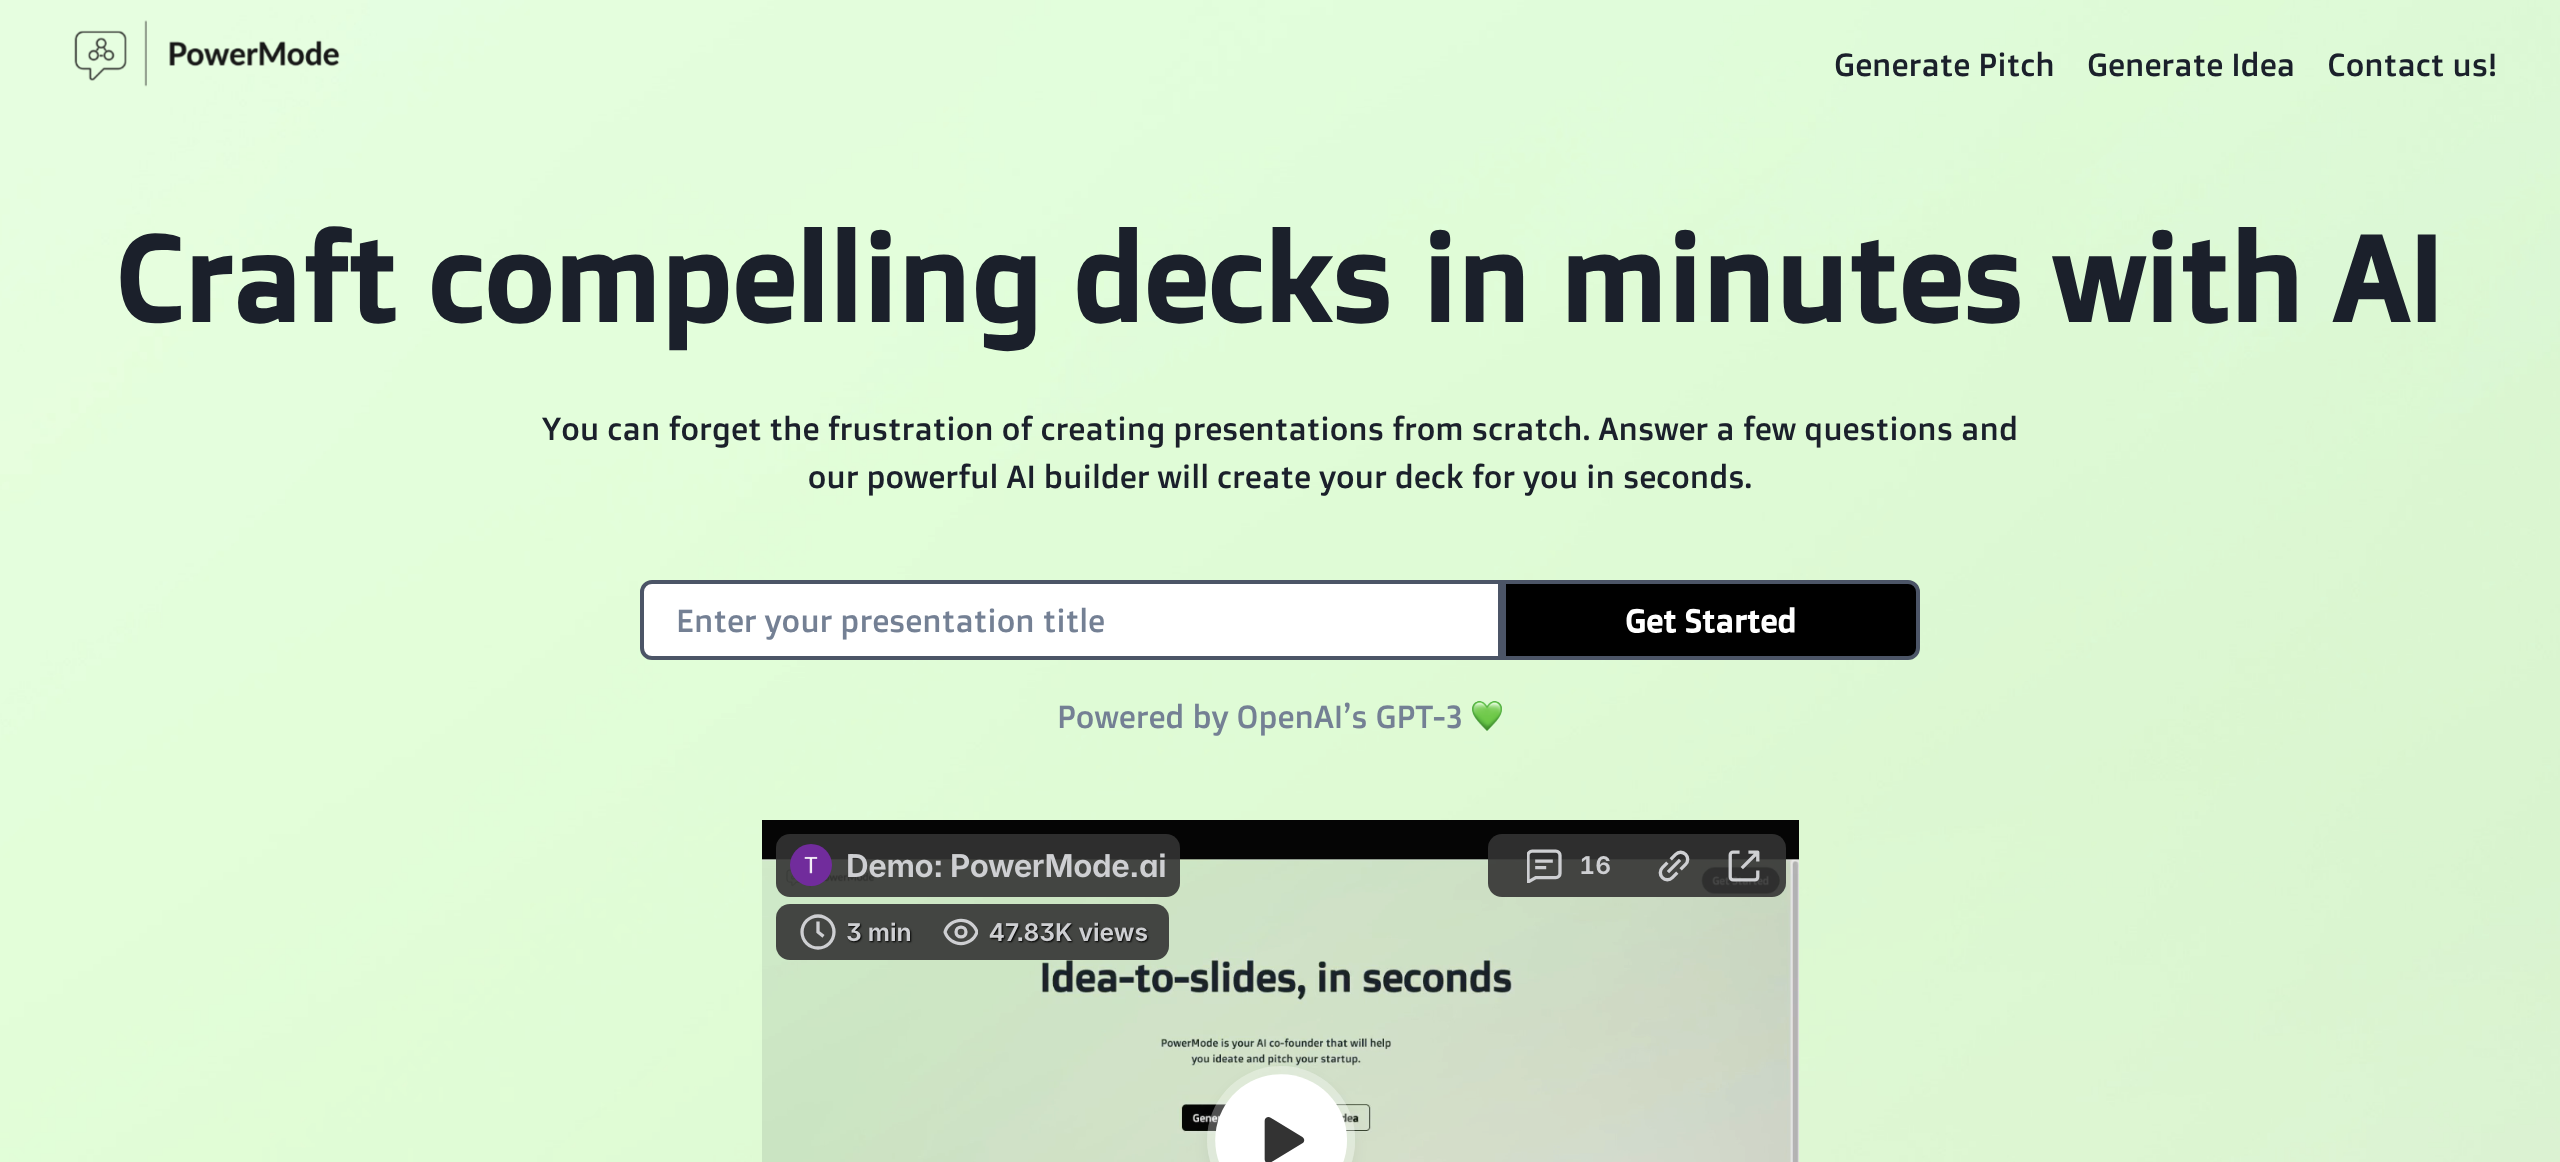 PowerMode
Generate Pitch Generate Idea Contact us!
Craft compelling decks in minutes with AI
You can forget the frustration of creating presentations from scratch. Answer a few questions and
our powerful AI builder will create your deck for you in seconds.
Enter your presentation title
Get Started
Powered by OpenAI’s GPT-3 💚
T Demo: PowerMode.ai
16
Get Started
3 min 47.83K views
Idea-to-slides, in seconds
PowerMode is your AI co-founder that will help
you ideate and pitch your startup.